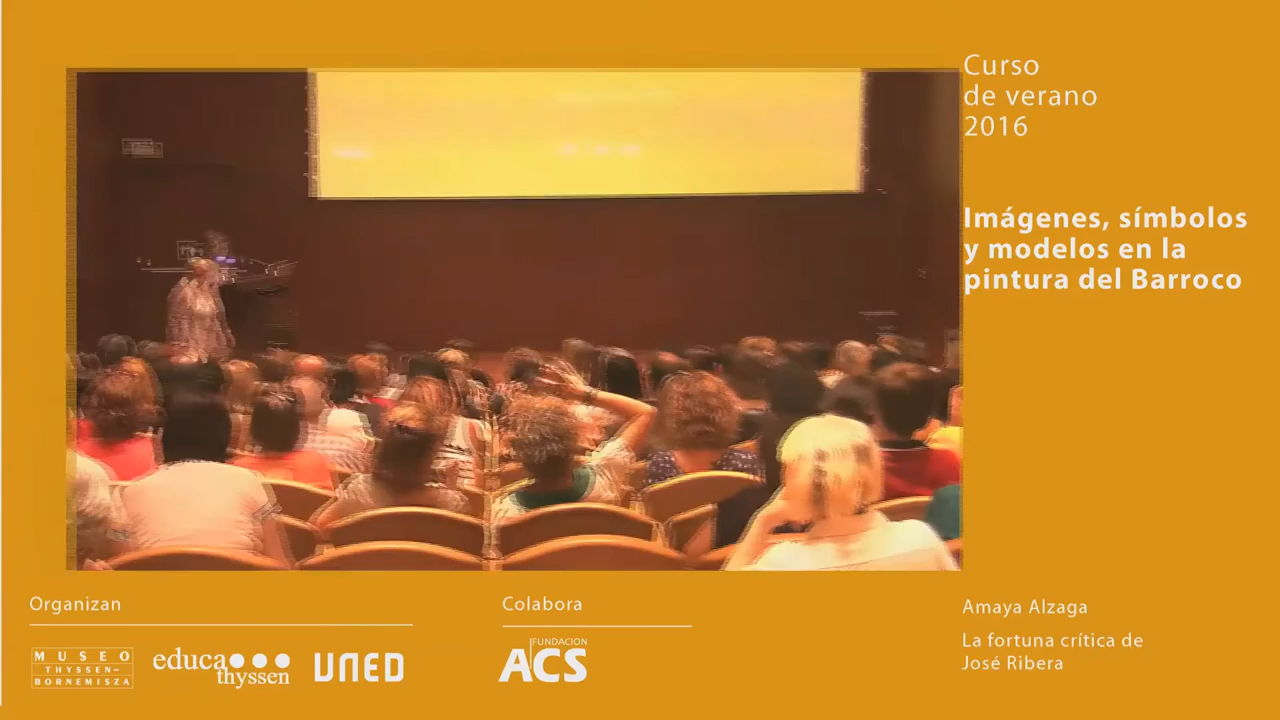 Curso
de verano
2016
Imágenes, símbolos
y modelos en la
pintura del Barroco
Organizan
MUSEO
THYSSEN-
BORNEMISZA
educa
thyssen
UNED
Colabora
FUNDACION
ACS
Amaya Alzaga
La fortuna crítica de
José Ribera